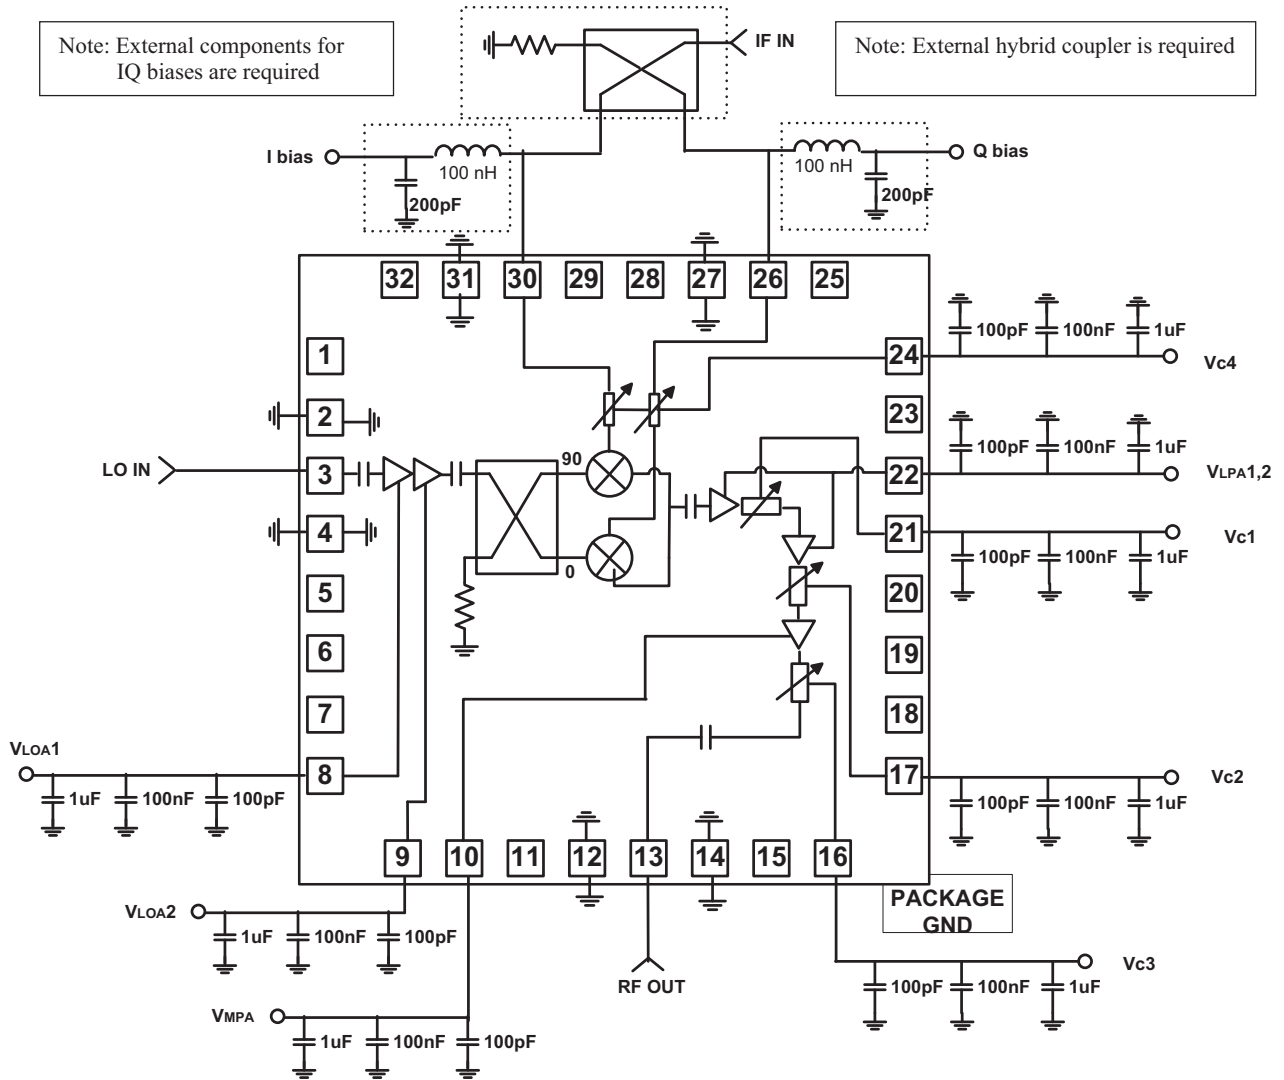 Note: External components for
IQ biases are required
IF IN
Note: External hybrid coupler is required
I bias
100 nH
200pF
100 nH
200pF
Q bias
32 31 30 29 28 27 26 25
1
2
LO IN
3
4
5
6
7
8
24
23
22
21
20
19
18
17
100pF 100nF 1uF
Vc4
100pF 100nF 1uF
VLPA1,2
100pF 100nF 1uF
Vc1
90
0
VLOA1
1uF 100nF 100pF
100pF 100nF 1uF
Vc2
9 10 11 12 13 14 15 16
PACKAGE
GND
VLOA2
1uF 100nF 100pF
RF OUT
100pF 100nF 1uF
Vc3
VMPA
1uF 100nF 100pF